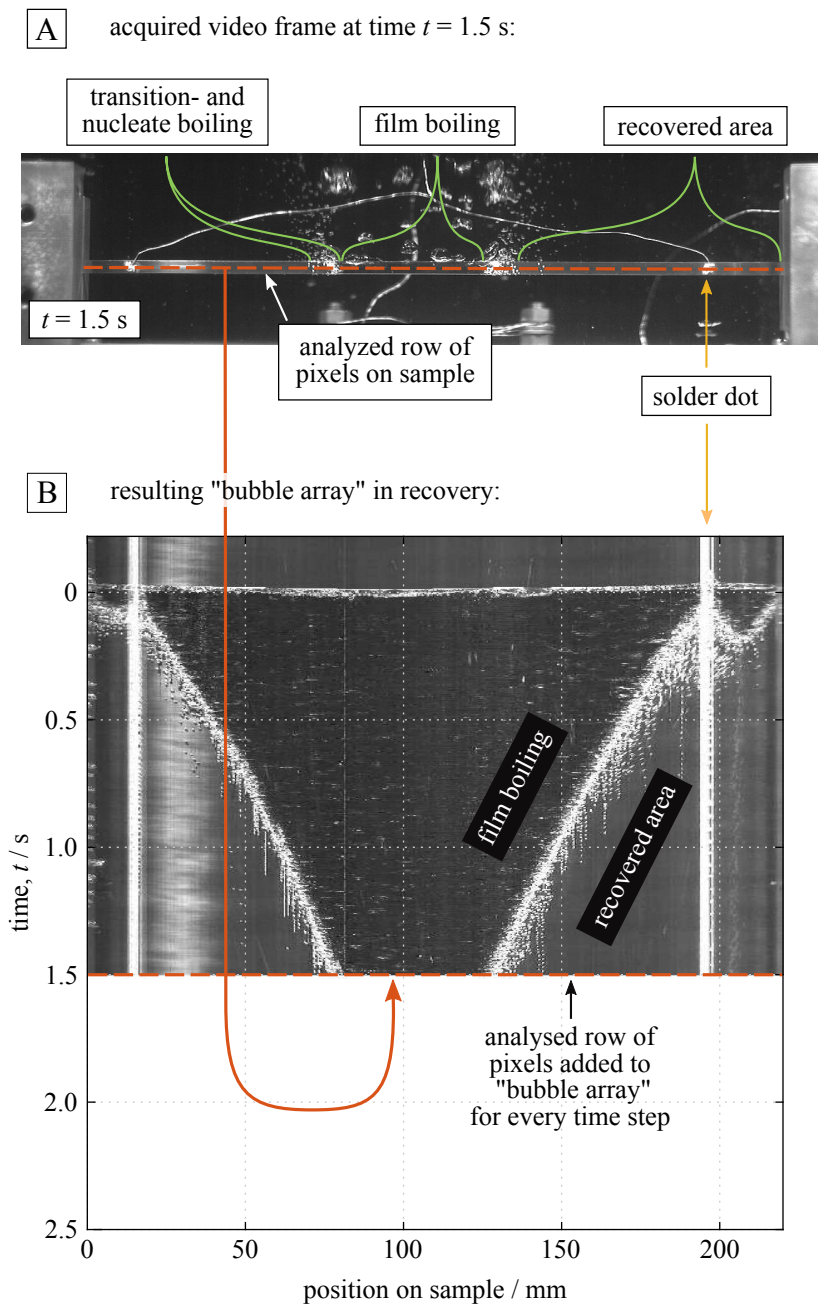 A acquired video frame at time t = 1.5 s:
transition- and
nucleate boiling
film boiling
recovered area
t = 1.5 s
analyzed row of
pixels on sample
solder dot
B resulting "bubble array" in recovery:
0
0.5
1.0
1.5
2.0
2.5
time, t / s
film boiling
recovered area
analysed row of
pixels added to
"bubble array"
for every time step
0 50 100 150 200
position on sample / mm